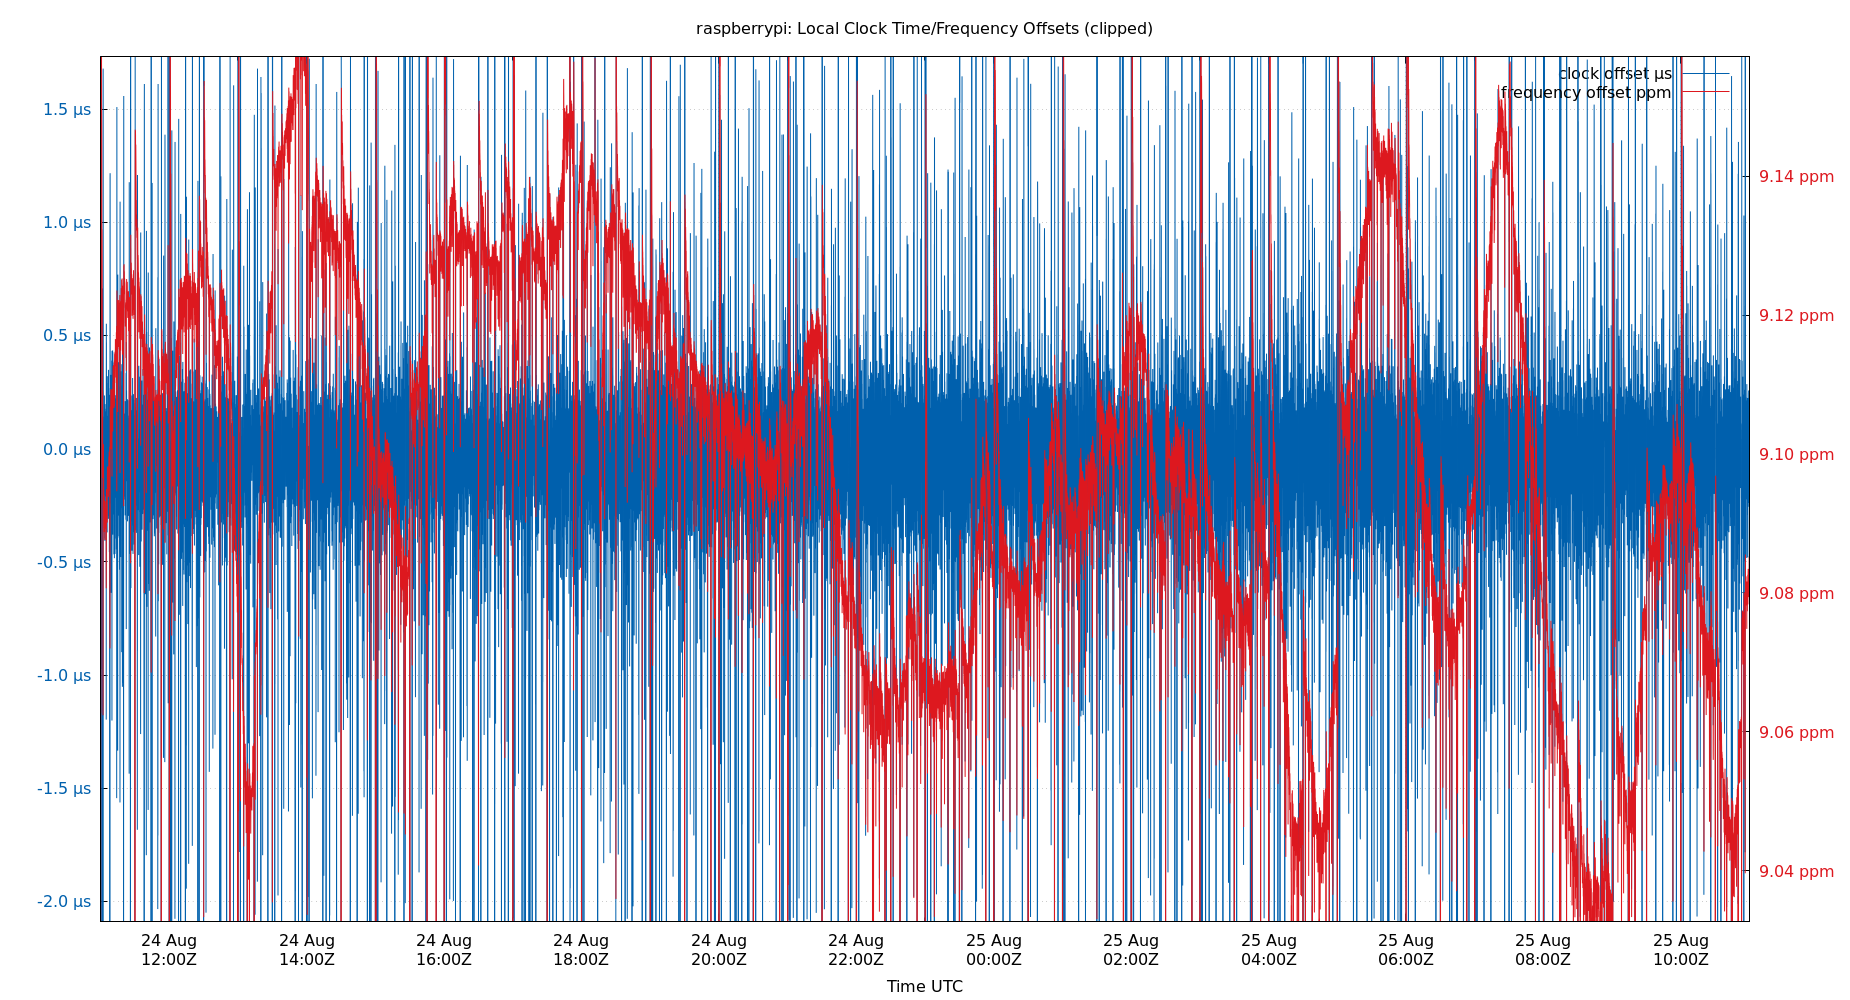 raspberrypi: Local Clock Time/Frequency Offsets (clipped)
clock offset µs
frequency offset ppm
1.5 µs
1.0 µs
0.5 µs
0.0 µs
-0.5 µs
-1.0 µs
-1.5 µs
-2.0 µs
9.14 ppm
9.12 ppm
9.10 ppm
9.08 ppm
9.06 ppm
9.04 ppm
24 Aug 24 Aug 24 Aug 24 Aug 24 Aug 24 Aug 25 Aug 25 Aug 25 Aug 25 Aug 25 Aug 25 Aug
12:00Z 14:00Z 16:00Z 18:00Z 20:00Z 22:00Z 00:00Z 02:00Z 04:00Z 06:00Z 08:00Z 10:00Z
Time UTC